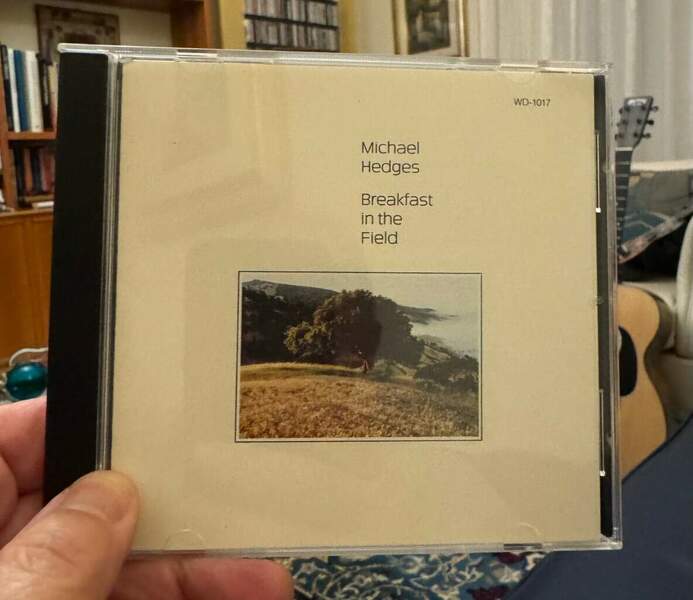 WD-1017
Michael
Hedges
Breakfast
in the
Field